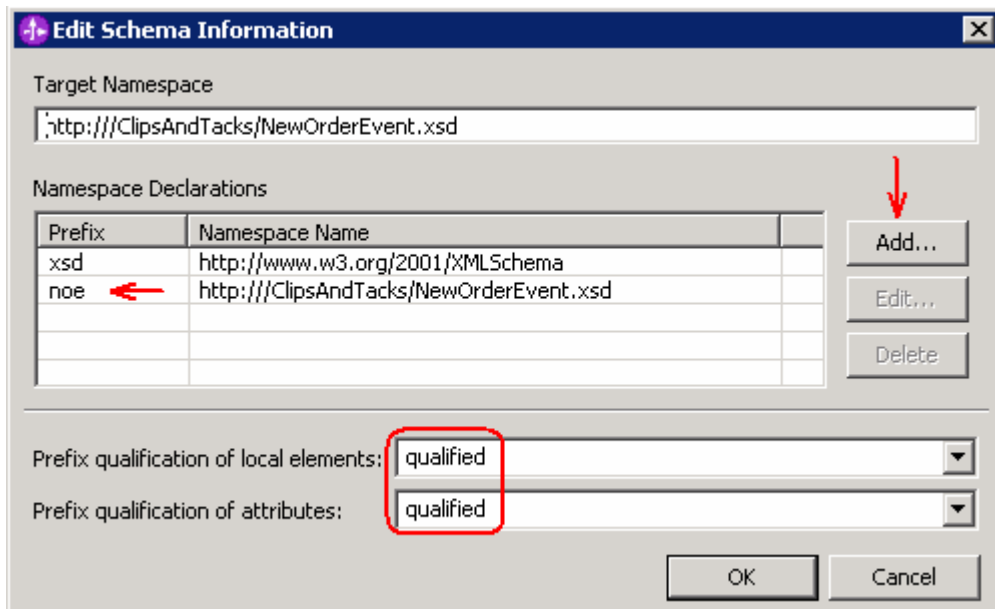 Edit Schema Information
Target Namespace
http:///ClipsAndTacks/NewOrderEvent.xsd
Namespace Declarations
Prefix Namespace Name
xsd http://www.w3.org/2001/XMLSchema
noe http:///ClipsAndTacks/NewOrderEvent.xsd
Add...
Edit...
Delete
Prefix qualification of local elements: qualified
Prefix qualification of attributes: qualified
OK Cancel